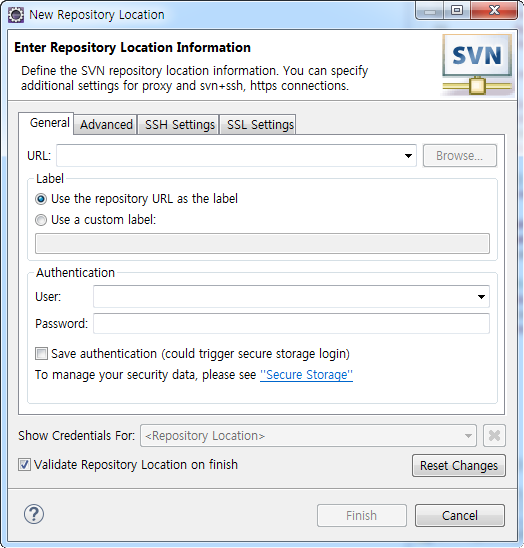 New Repository Location
Enter Repository Location Information
SVN
Define the SVN repository location information. You can specify
additional settings for proxy and svn+ssh, https connections.
General Advanced SSH Settings SSL Settings
URL: Browse...
Label
Use the repository URL as the label
Use a custom label:
Authentication
User:
Password:
Save authentication (could trigger secure storage login)
To manage your security data, please see "Secure Storage"
Show Credentials For: <Repository Location>
Validate Repository Location on finish
Reset Changes
?
Finish Cancel